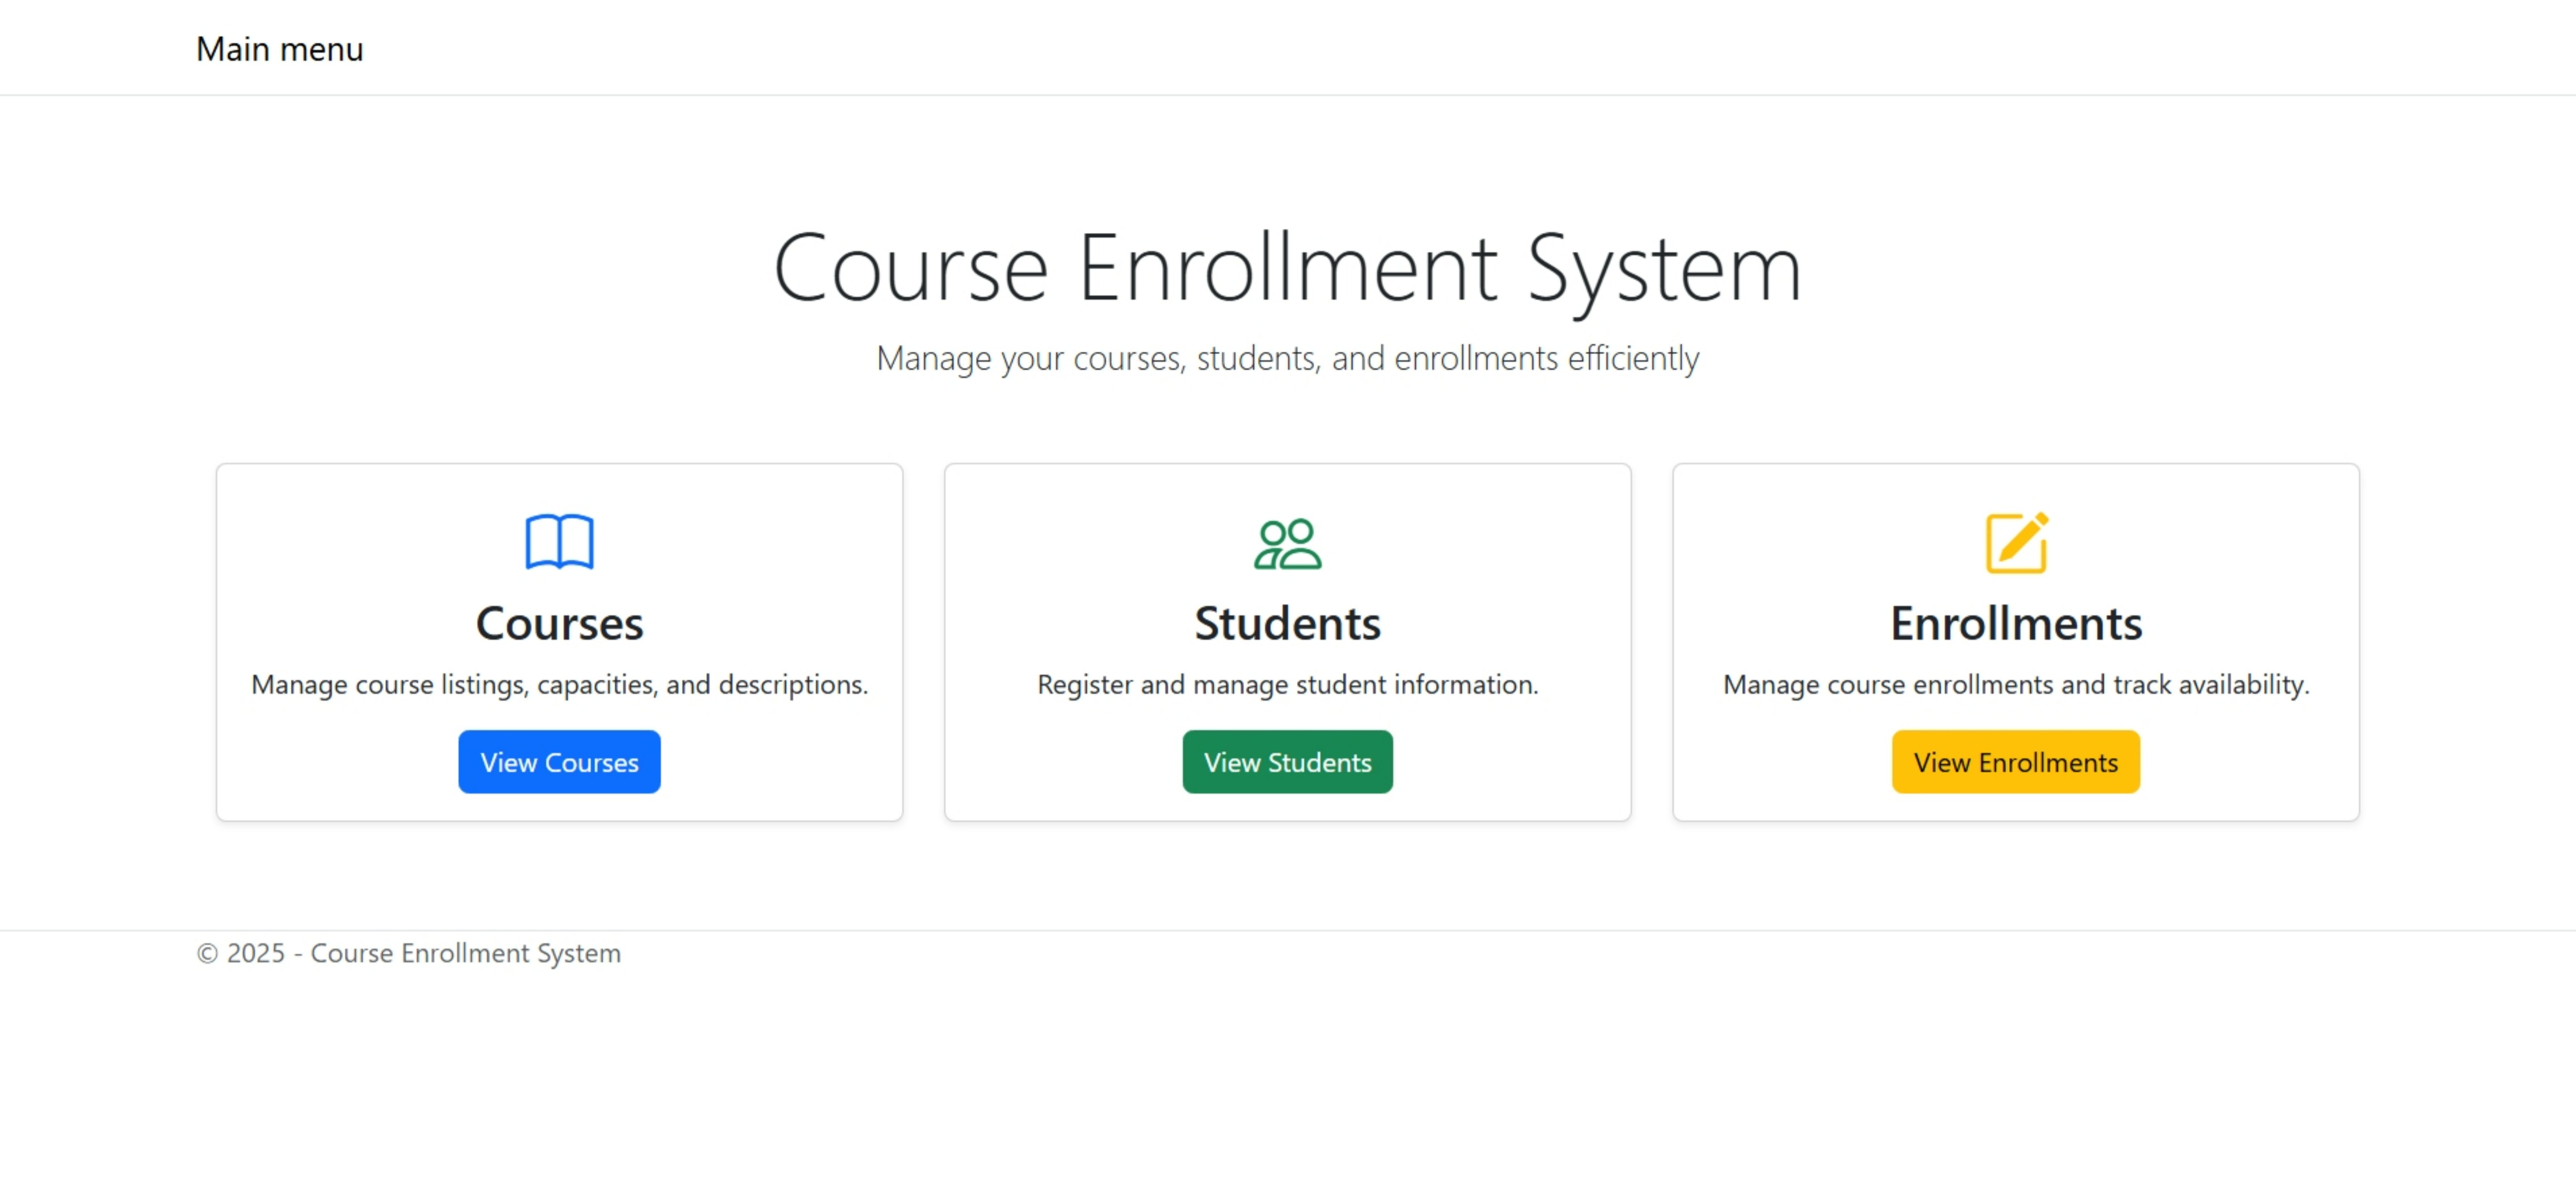 Main menu
Course Enrollment System
Manage your courses, students, and enrollments efficiently
Courses
Manage course listings, capacities, and descriptions.
View Courses
Students
Register and manage student information.
View Students
Enrollments
Manage course enrollments and track availability.
View Enrollments
© 2025 - Course Enrollment System